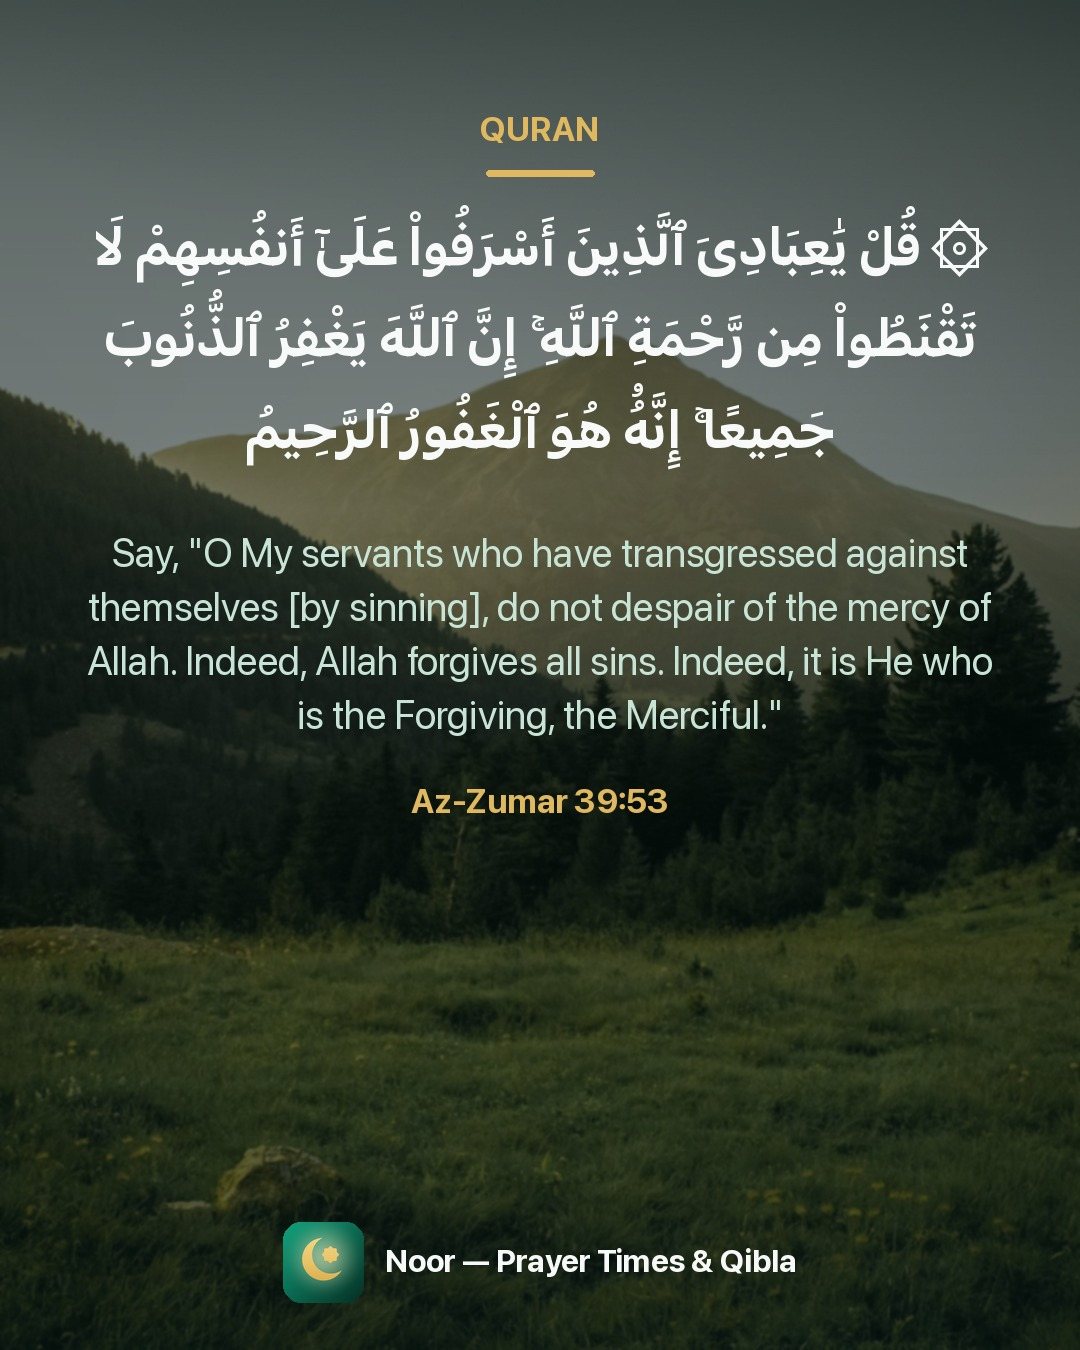 QURAN
۞ قُلْ يَٰعِبَادِىَ ٱلَّذِينَ أَسْرَفُوا۟ عَلَىٰٓ أَنفُسِهِمْ لَا
تَقْنَطُوا۟ مِن رَّحْمَةِ ٱللَّهِ ۚ إِنَّ ٱللَّهَ يَغْفِرُ ٱلذُّنُوبَ
جَمِيعًا ۚ إِنَّهُۥ هُوَ ٱلْغَفُورُ ٱلرَّحِيمُ
Say, "O My servants who have transgressed against
themselves [by sinning], do not despair of the mercy of
Allah. Indeed, Allah forgives all sins. Indeed, it is He who
is the Forgiving, the Merciful."
Az-Zumar 39:53
Noor — Prayer Times & Qibla